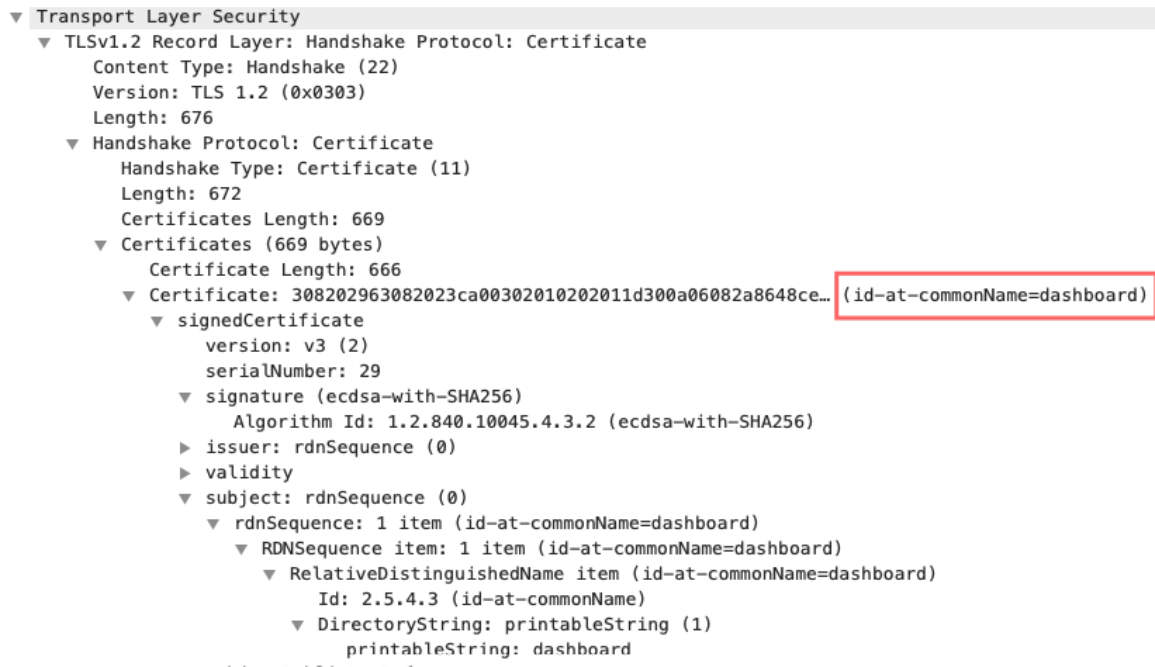 Transport Layer Security
TLSv1.2 Record Layer: Handshake Protocol: Certificate
Content Type: Handshake (22)
Version: TLS 1.2 (0x0303)
Length: 676
Handshake Protocol: Certificate
Handshake Type: Certificate (11)
Length: 672
Certificates Length: 669
Certificates (669 bytes)
Certificate Length: 666
Certificate: 308202963082023ca00302010202011d300a06082a8648ce… (id-at-commonName=dashboard)
signedCertificate
version: v3 (2)
serialNumber: 29
signature (ecdsa-with-SHA256)
Algorithm Id: 1.2.840.10045.4.3.2 (ecdsa-with-SHA256)
issuer: rdnSequence (0)
validity
subject: rdnSequence (0)
rdnSequence: 1 item (id-at-commonName=dashboard)
RDNSequence item: 1 item (id-at-commonName=dashboard)
RelativeDistinguishedName item (id-at-commonName=dashboard)
Id: 2.5.4.3 (id-at-commonName)
DirectoryString: printableString (1)
printableString: dashboard